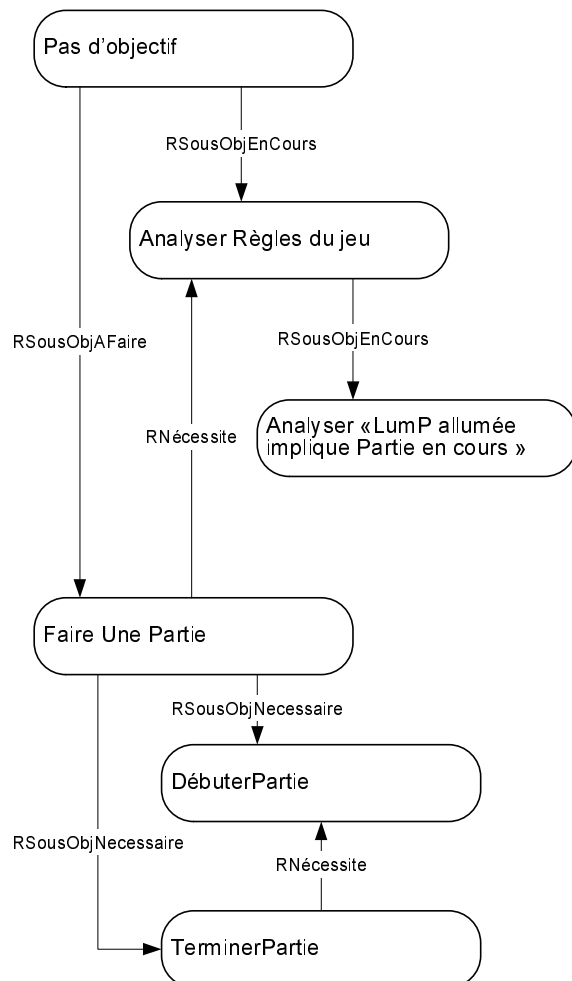 Pas d'objectif
RSousObjEnCours
Analyser Règles du jeu
RSousObjAFaire
RSousObjEnCours
RNécessite
Analyser «LumP allumée
implique Partie en cours »
Faire Une Partie
RSousObjNecessaire
DébuterPartie
RSousObjNecessaire
RNécessite
TerminerPartie